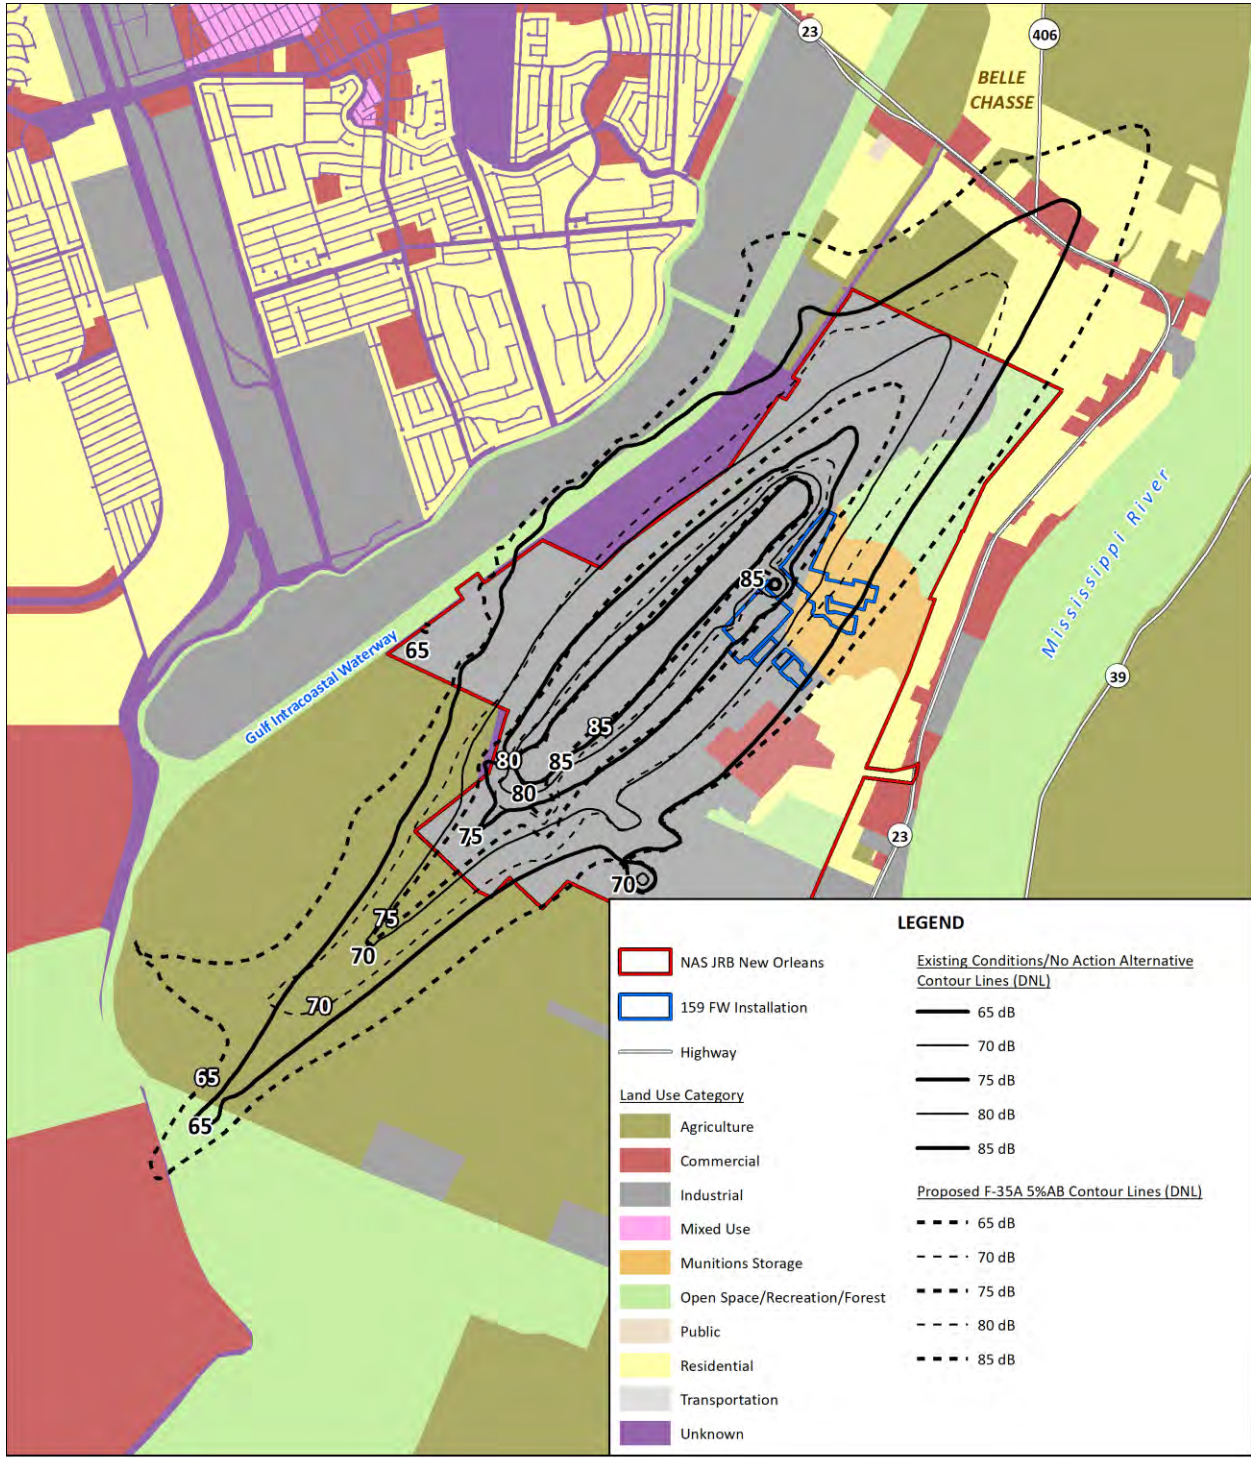 23
406
BELLE
CHASSE
Mississippi River
85
39
65
Gulf Intracoastal Waterway
85
80
85
80
75
23
70
75
70
70
65
65
LEGEND
NAS JRB New Orleans
159 FW Installation
Highway
Land Use Category
Agriculture
Commercial
Industrial
Mixed Use
Munitions Storage
Open Space/Recreation/Forest
Public
Residential
Transportation
Unknown
Existing Conditions/No Action Alternative
Contour Lines (DNL)
65 dB
70 dB
75 dB
80 dB
85 dB
Proposed F-35A 5%AB Contour Lines (DNL)
65 dB
70 dB
75 dB
80 dB
85 dB